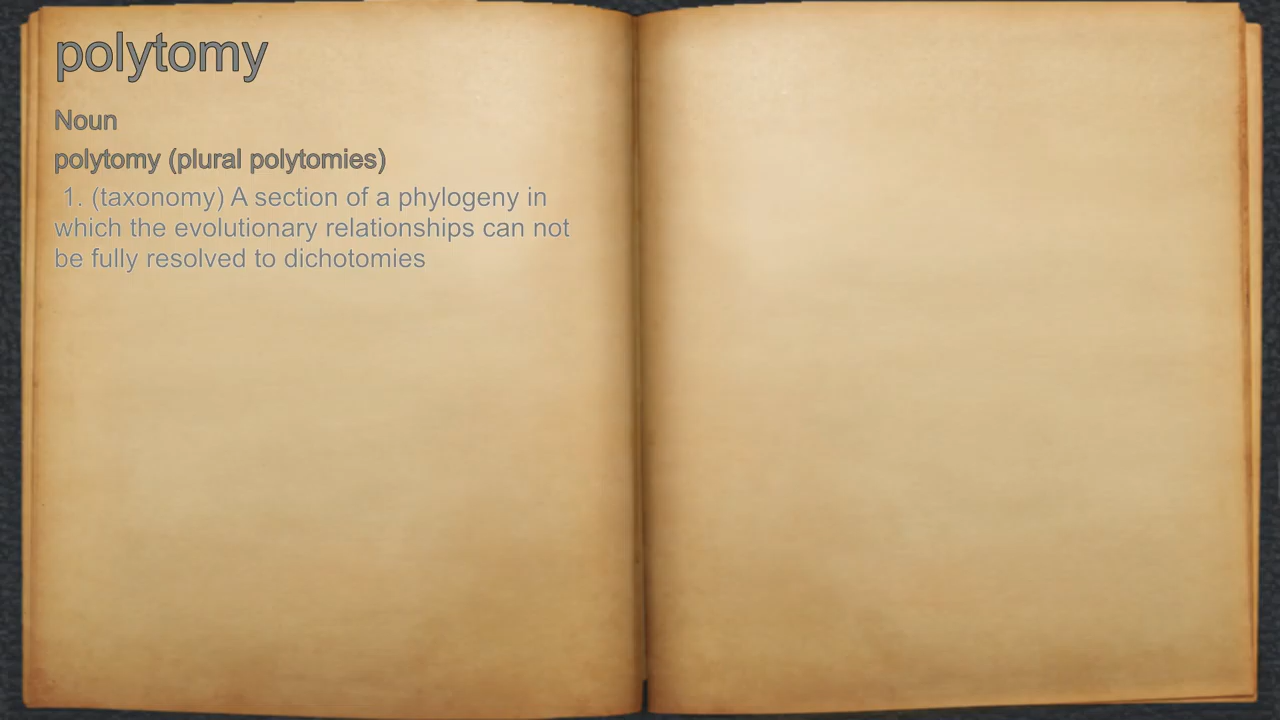 polytomy
Noun
polytomy (plural polytomies)
1. (taxonomy) A section of a phylogeny in
which the evolutionary relationships can not
be fully resolved to dichotomies